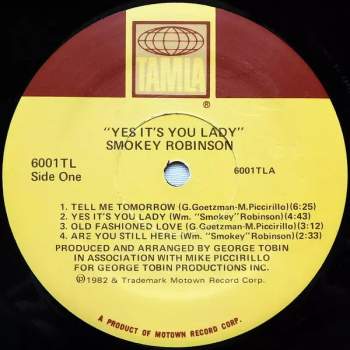 TAMLA
®
"YES IT'S YOU LADY"
SMOKEY ROBINSON
6001TL
Side One
6001TLA
1. TELL ME TOMORROW (G.Goetzman-M.Piccirillo)(6:25)
2. YES IT'S YOU LADY (Wm. "Smokey" Robinson)(4:43)
3. OLD FASHIONED LOVE (G.Goetzman-M.Piccirillo)(3:12)
4. ARE YOU STILL HERE (Wm. "Smokey" Robinson)(2:33)
PRODUCED AND ARRANGED BY GEORGE TOBIN
IN ASSOCIATION WITH MIKE PICCIRILLO
FOR GEORGE TOBIN PRODUCTIONS INC.
℗1982 & Trademark Motown Record Corp.
A PRODUCT OF MOTOWN RECORD CORP.